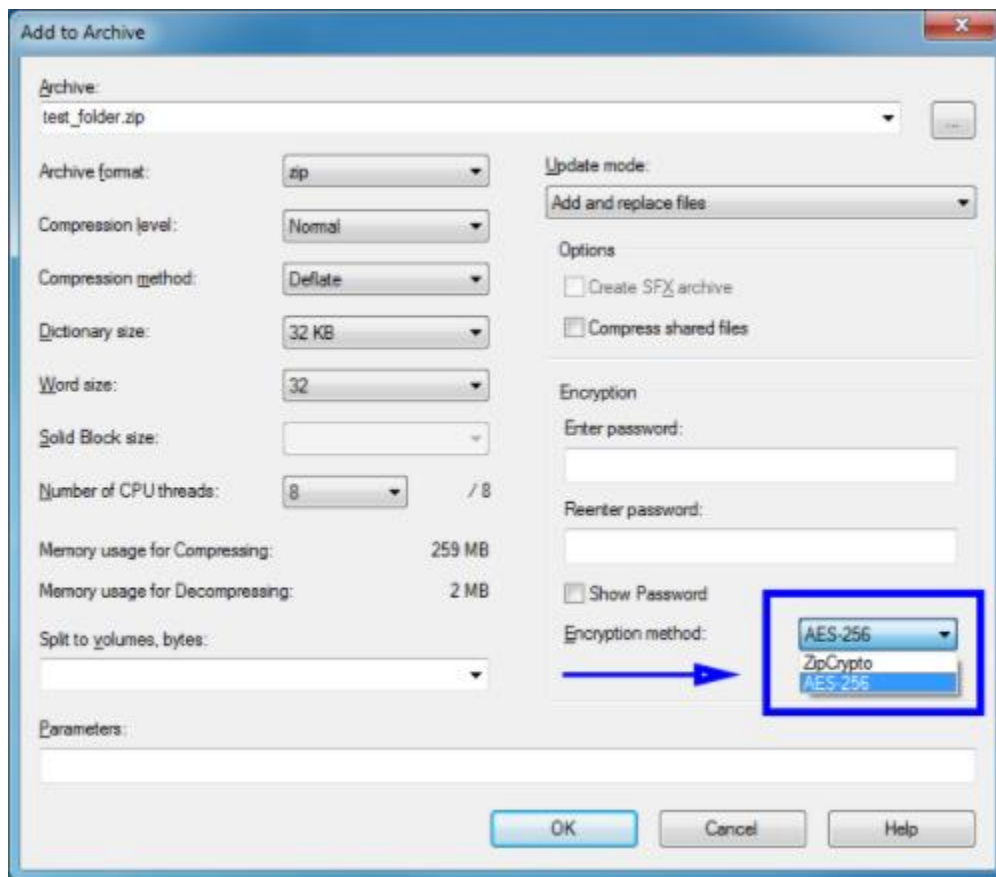 Add to Archive
Archive:
test_folder.zip
...
Archive format:
zip
Compression level:
Normal
Compression method:
Deflate
Dictionary size:
32 KB
Word size:
32
Solid Block size:
Number of CPU threads:
8
/ 8
Memory usage for Compressing:
259 MB
Memory usage for Decompressing:
2 MB
Split to volumes, bytes:
Update mode:
Add and replace files
Options
Create SFX archive
Compress shared files
Encryption
Enter password:
Reenter password:
Show Password
Encryption method:
AES-256
ZipCrypto
AES-256
Parameters:
OK
Cancel
Help